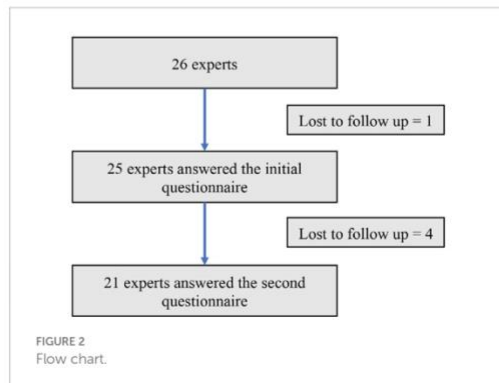 26 experts
Lost to follow up = 1
25 experts answered the initial
questionnaire
Lost to follow up = 4
21 experts answered the second
questionnaire
FIGURE 2
Flow chart.